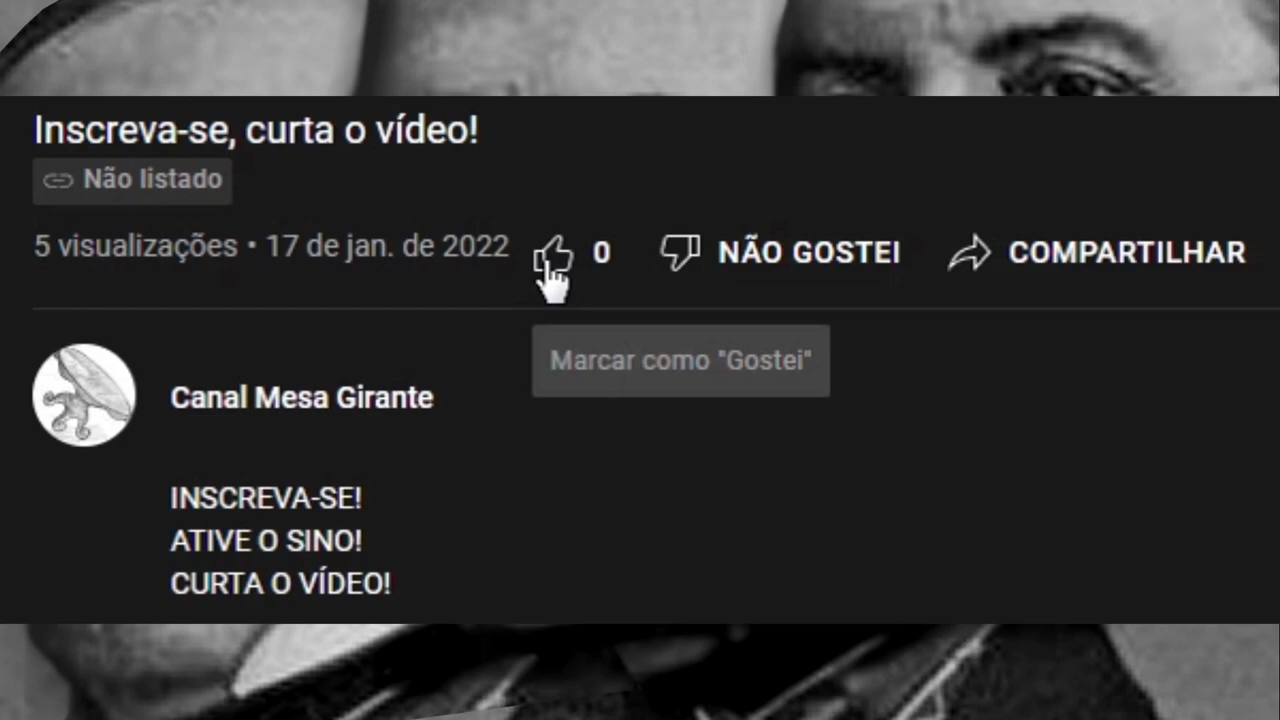 Inscreva-se, curta o vídeo!
Não listado
5 visualizações • 17 de jan. de 2022 0 NÃO GOSTEI COMPARTILHAR
Marcar como "Gostei"
Canal Mesa Girante
INSCREVA-SE!
ATIVE O SINO!
CURTA O VÍDEO!